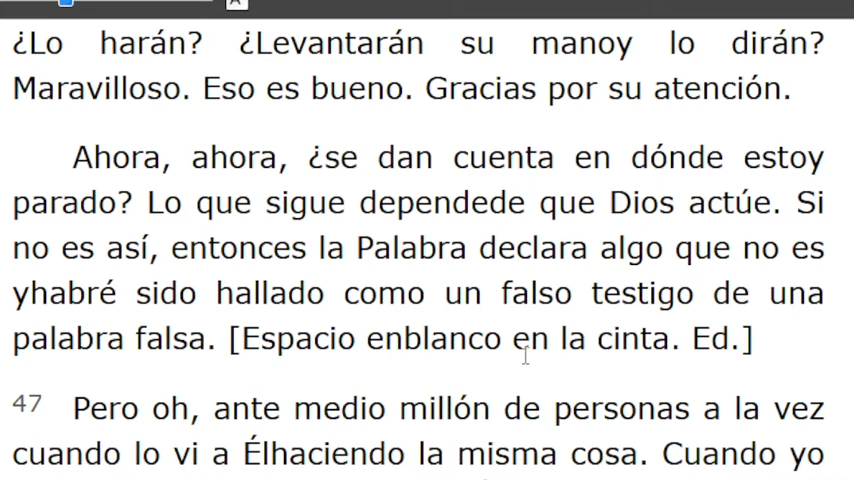 ¿Lo harán? ¿Levantarán su manoy lo dirán?
Maravilloso. Eso es bueno. Gracias por su atención.
Ahora, ahora, ¿se dan cuenta en dónde estoy
parado? Lo que sigue dependede que Dios actúe. Si
no es así, entonces la Palabra declara algo que no es
yhabré sido hallado como un falso testigo de una
palabra falsa. [Espacio enblanco en la cinta. Ed.]
47 Pero oh, ante medio millón de personas a la vez
cuando lo vi a Élhaciendo la misma cosa. Cuando yo